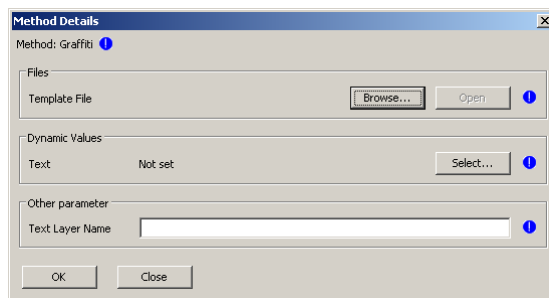 Method Details
Method: Graffiti
Files
Template File Browse... Open
Dynamic Values
Text Not set Select...
Other parameter
Text Layer Name
OK Close